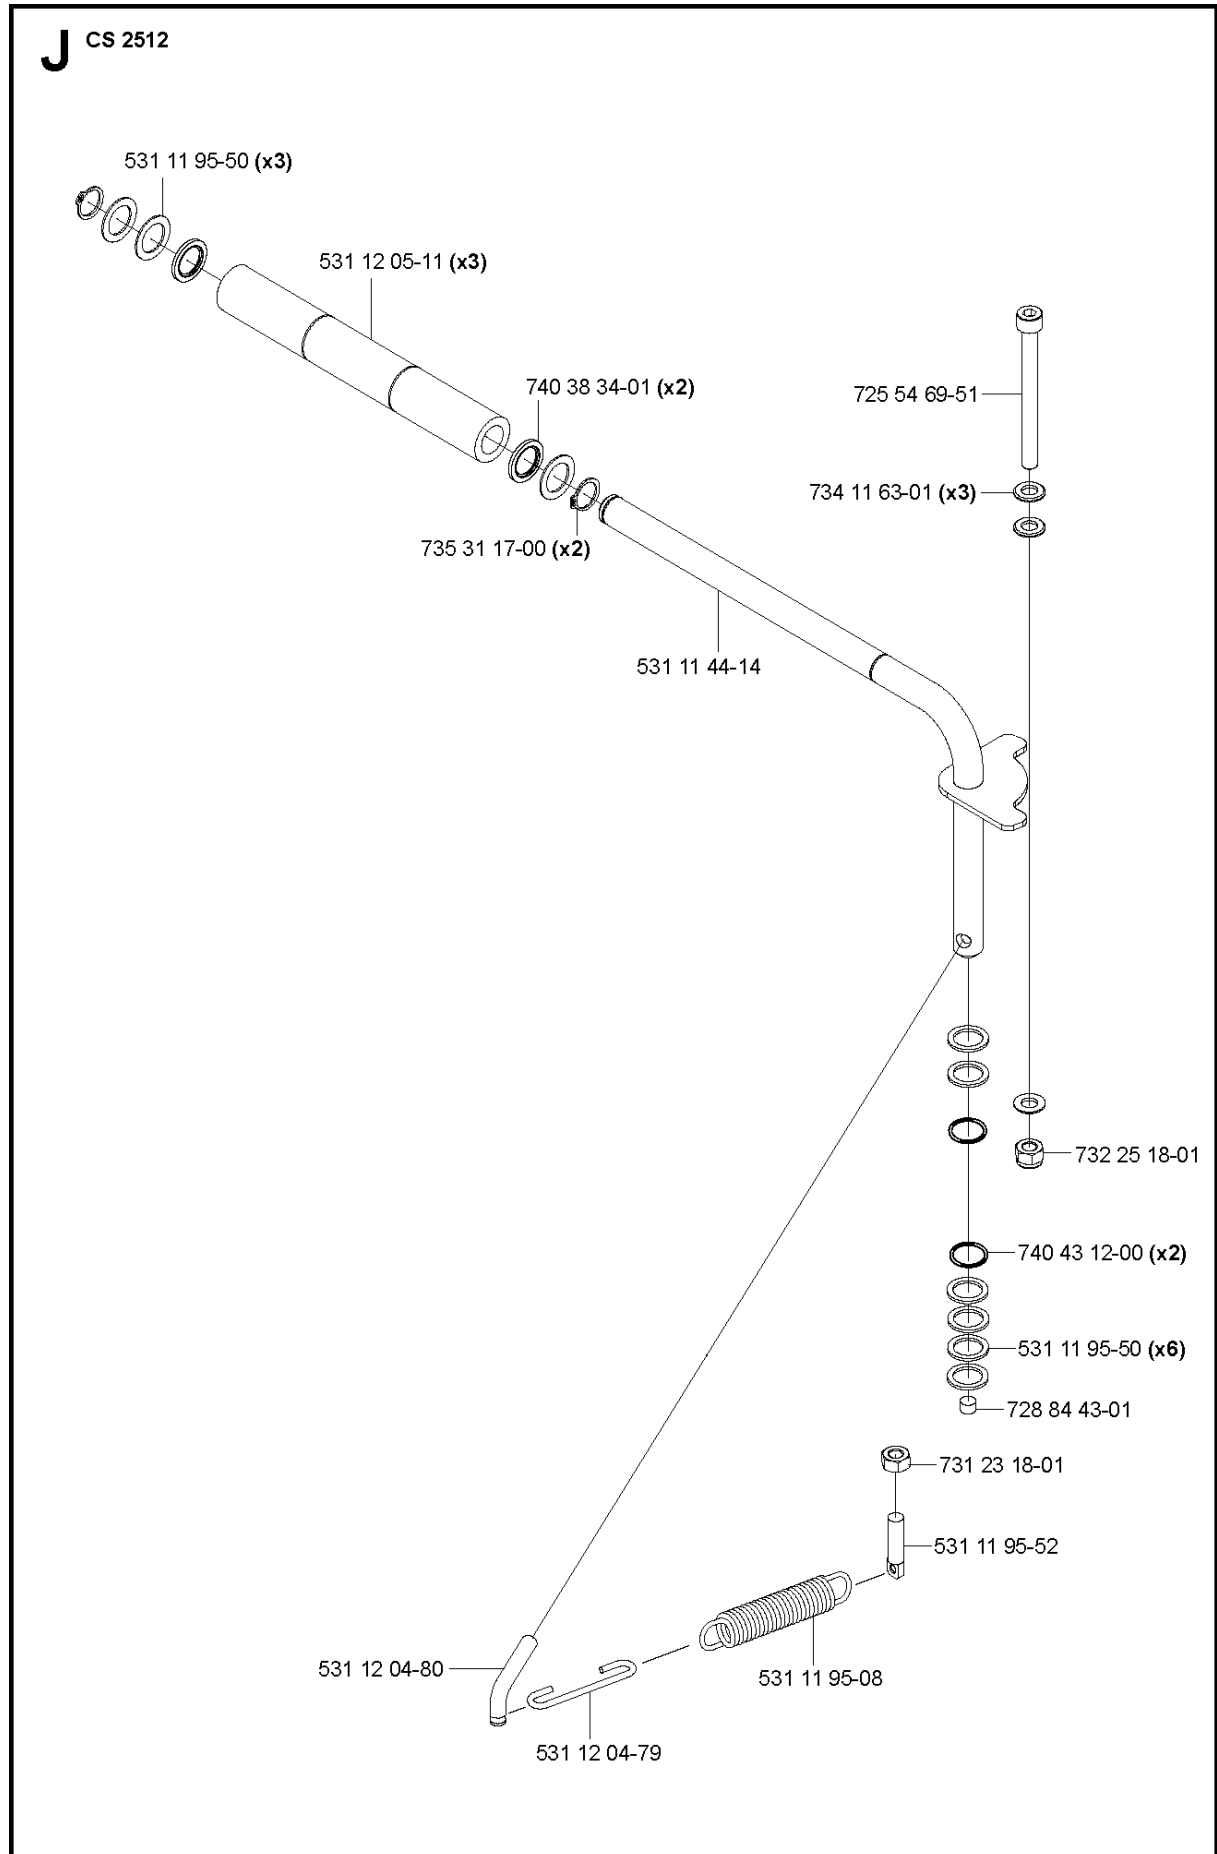 J CS 2512
531 11 95-50 (x3)
531 12 05-11 (x3)
740 38 34-01 (x2)
725 54 69-51
734 11 63-01 (x3)
735 31 17-00 (x2)
531 11 44-14
732 25 18-01
740 43 12-00 (x2)
531 11 95-50 (x6)
728 84 43-01
731 23 18-01
531 11 95-52
531 12 04-80
531 11 95-08
531 12 04-79